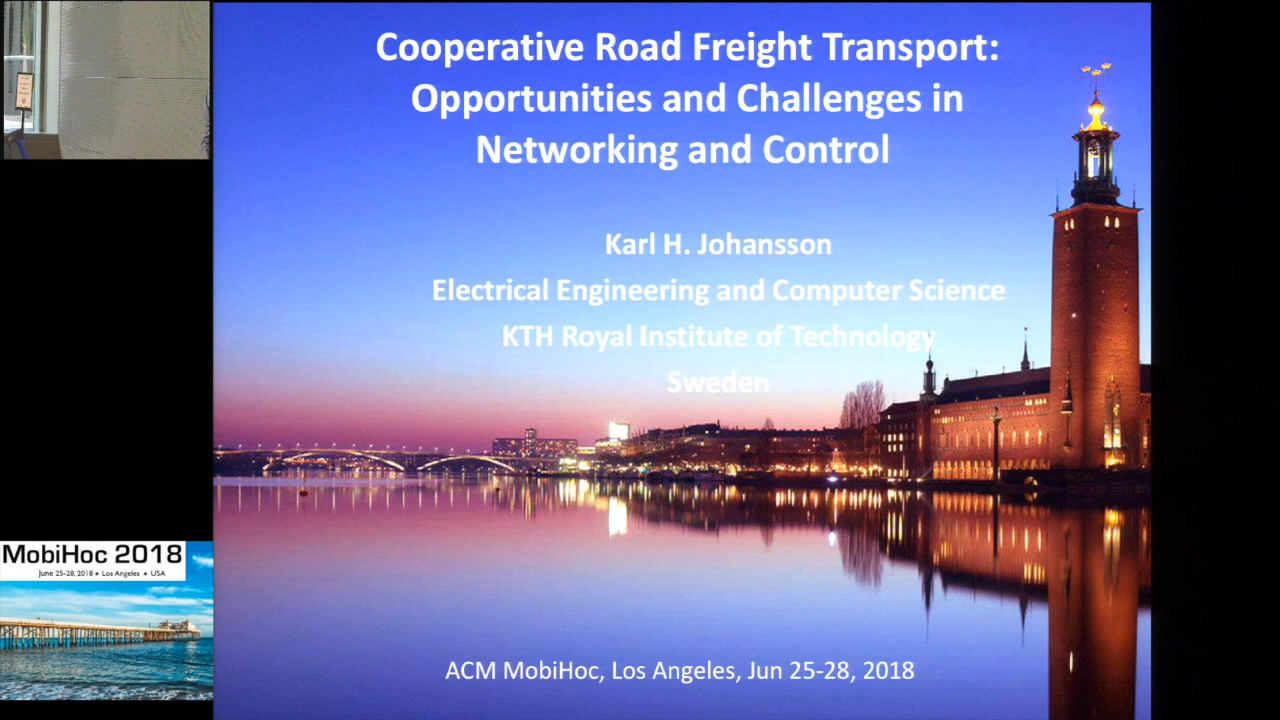 Cooperative Road Freight Transport:
Opportunities and Challenges in
Networking and Control
Karl H. Johansson
Electrical Engineering and Computer Science
KTH Royal Institute of Technology
Sweden
ACM MobiHoc, Los Angeles, Jun 25-28, 2018
MobiHoc 2018
June 25-28, 2018 • Los Angeles • USA